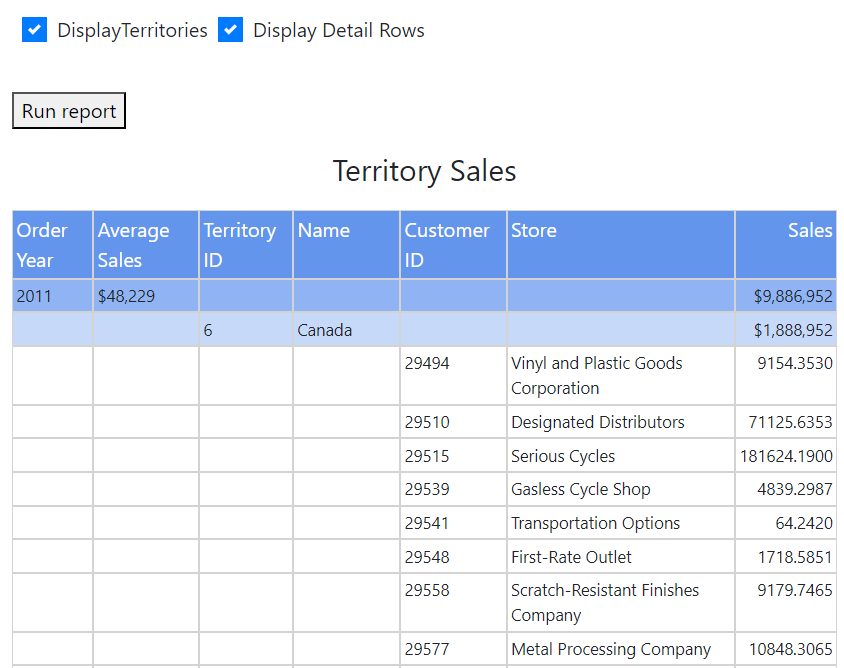 DisplayTerritories Display Detail Rows
Run report
Territory Sales
Order Year Average Sales Territory ID Name Customer ID Store Sales
2011 $48,229 $9,886,952
6 Canada $1,888,952
29494 Vinyl and Plastic Goods Corporation 9154.3530
29510 Designated Distributors 71125.6353
29515 Serious Cycles 181624.1900
29539 Gasless Cycle Shop 4839.2987
29541 Transportation Options 64.2420
29548 First-Rate Outlet 1718.5851
29558 Scratch-Resistant Finishes Company 9179.7465
29577 Metal Processing Company 10848.3065